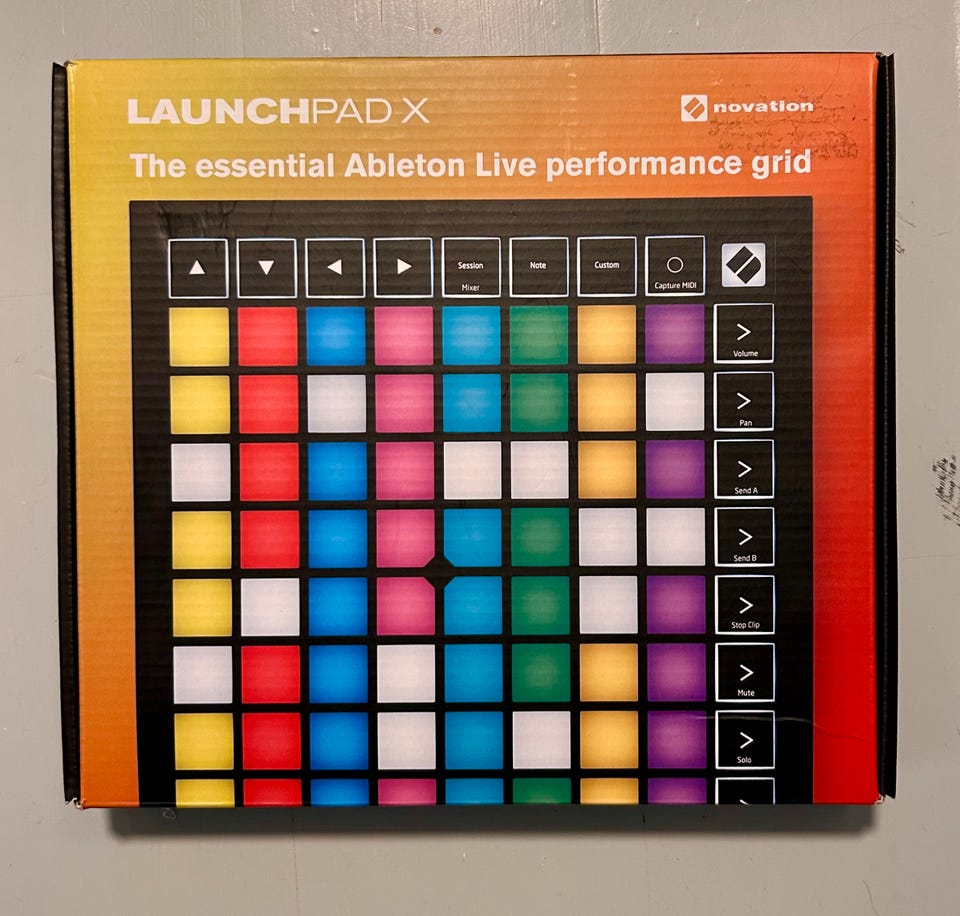 LAUNCHPAD X
novation
The essential Ableton Live performance grid
Session
Mixer
Note
Custom
Capture MIDI
Volume
Pan
Send A
Send B
Stop Clip
Mute
Solo